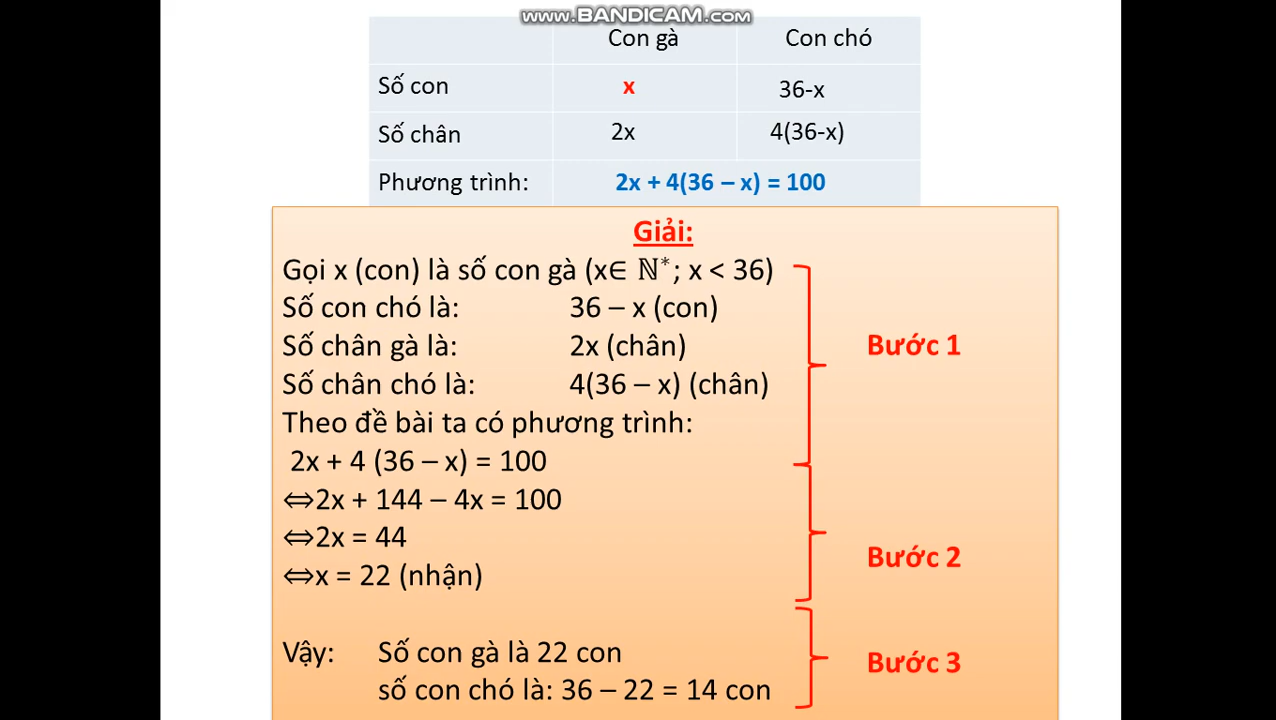 www.BANDICAM.com
Con gà Con chó
Số con x 36-x
Số chân 2x 4(36-x)
Phương trình: 2x + 4(36 – x) = 100
Giải:
Gọi x (con) là số con gà (x∈ ℕ*; x < 36)
Số con chó là: 36 – x (con)
Số chân gà là: 2x (chân)
Bước 1
Số chân chó là: 4(36 – x) (chân)
Theo đề bài ta có phương trình:
2x + 4 (36 – x) = 100
⇔2x + 144 – 4x = 100
⇔2x = 44
Bước 2
⇔x = 22 (nhận)
Vậy: Số con gà là 22 con
Bước 3
số con chó là: 36 – 22 = 14 con